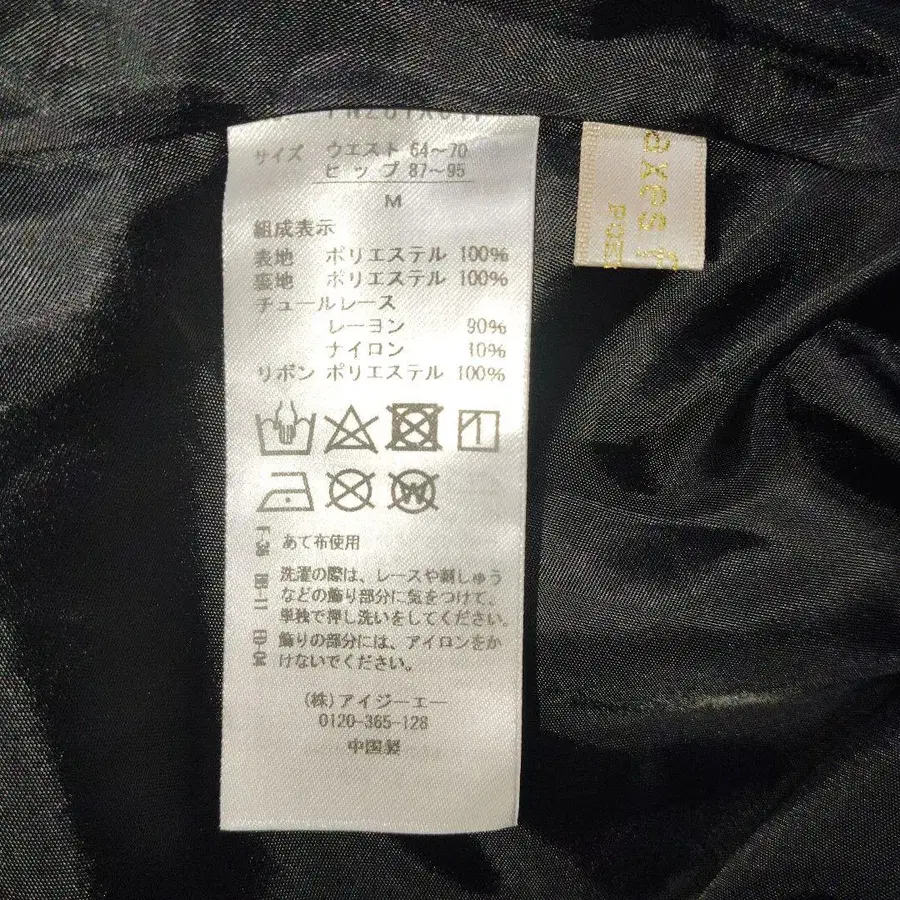 サイズ ウエスト 64～70
ヒップ 87～95
M
組成表示
表地 ポリエステル 100%
裏地 ポリエステル 100%
チュールレース
レーヨン 90%
ナイロン 10%
リボン ポリエステル 100%
あて布使用
洗濯の際は、レースや刺しゅう
などの飾り部分に気をつけて、
単独で押し洗いをしてください。
飾りの部分には、アイロンをか
けないでください。
(株)アイジーエー
0120-365-128
中国製
axes f
POE